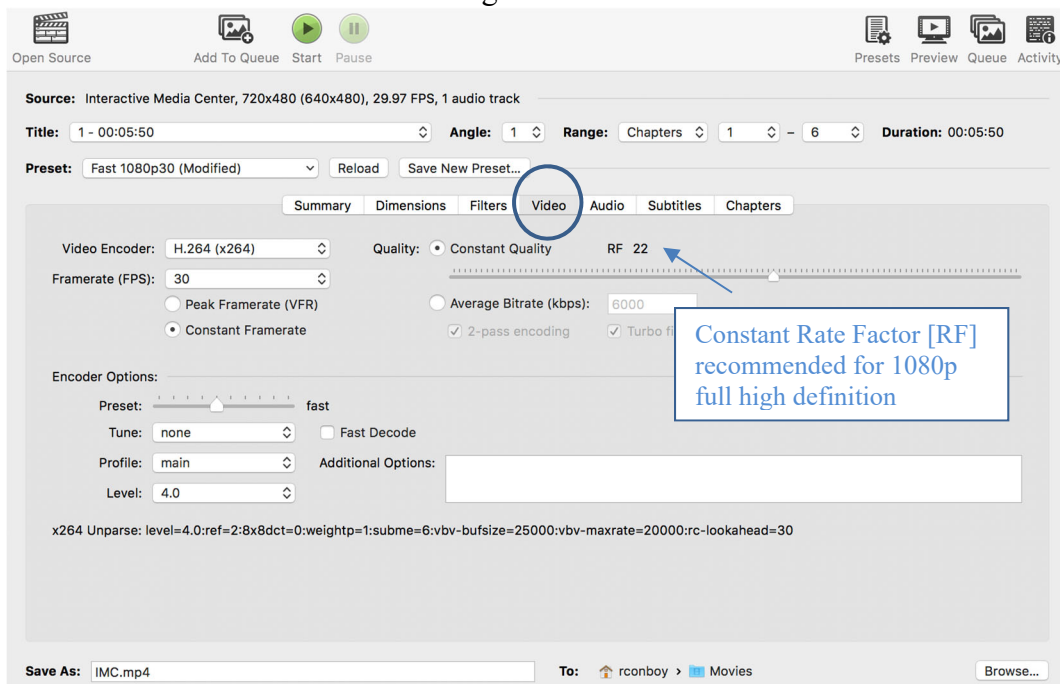 Open Source Add To Queue Start Pause Presets Preview Queue Activity
Source: Interactive Media Center, 720x480 (640x480), 29.97 FPS, 1 audio track
Title: 1 - 00:05:50 Angle: 1 Range: Chapters 1 – 6 Duration: 00:05:50
Preset: Fast 1080p30 (Modified) Reload Save New Preset...
Summary Dimensions Filters Video Audio Subtitles Chapters
Video Encoder: H.264 (x264) Quality: Constant Quality RF 22
Framerate (FPS): 30
Peak Framerate (VFR) Average Bitrate (kbps): 6000
Constant Framerate 2-pass encoding Turbo
Constant Rate Factor [RF]
recommended for 1080p
full high definition
Encoder Options:
Preset: fast
Tune: none Fast Decode
Profile: main Additional Options:
Level: 4.0
x264 Unparse: level=4.0:ref=2:8x8dct=0:weightp=1:subme=6:vbv-bufsize=25000:vbv-maxrate=20000:rc-lookahead=30
Save As: IMC.mp4 To: rconboy › Movies Browse...